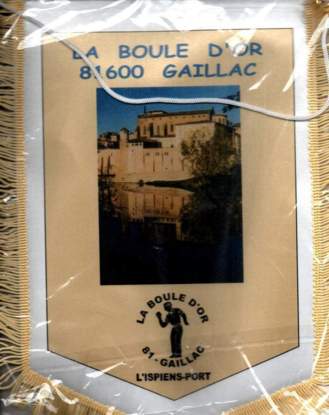 LA BOULE D'OR
81600 GAILLAC
LA BOULE D'OR
81-GAILLAC
L'ISPIENS-PORT